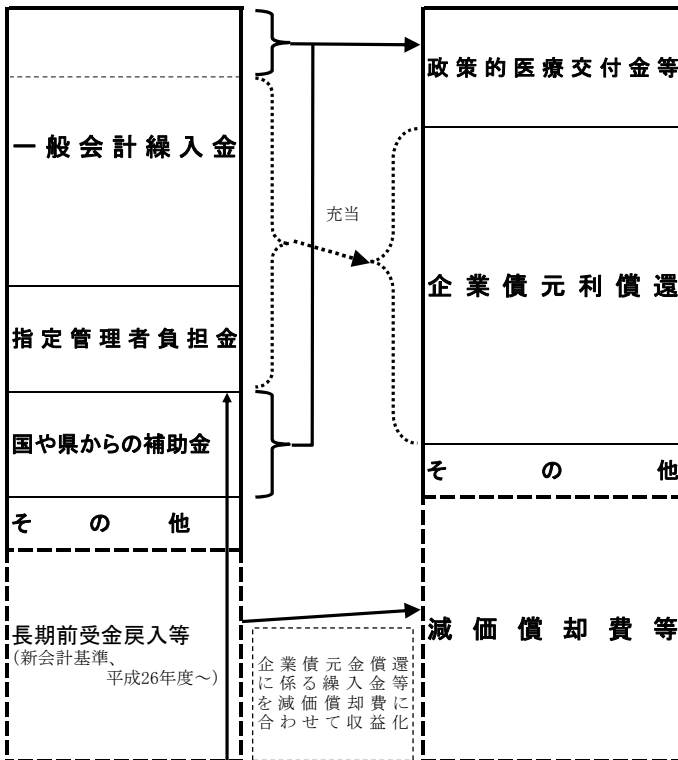 一般会計繰入金
指定管理者負担金
国や県からの補助金
その他
長期前受金戻入等
(新会計基準、
平成26年度～)
充当
企業債元金償還
に係る繰入金等
を減価償却費に
合わせて収益化
政策的医療交付金等
企業債元利償還
その他
減価償却費等